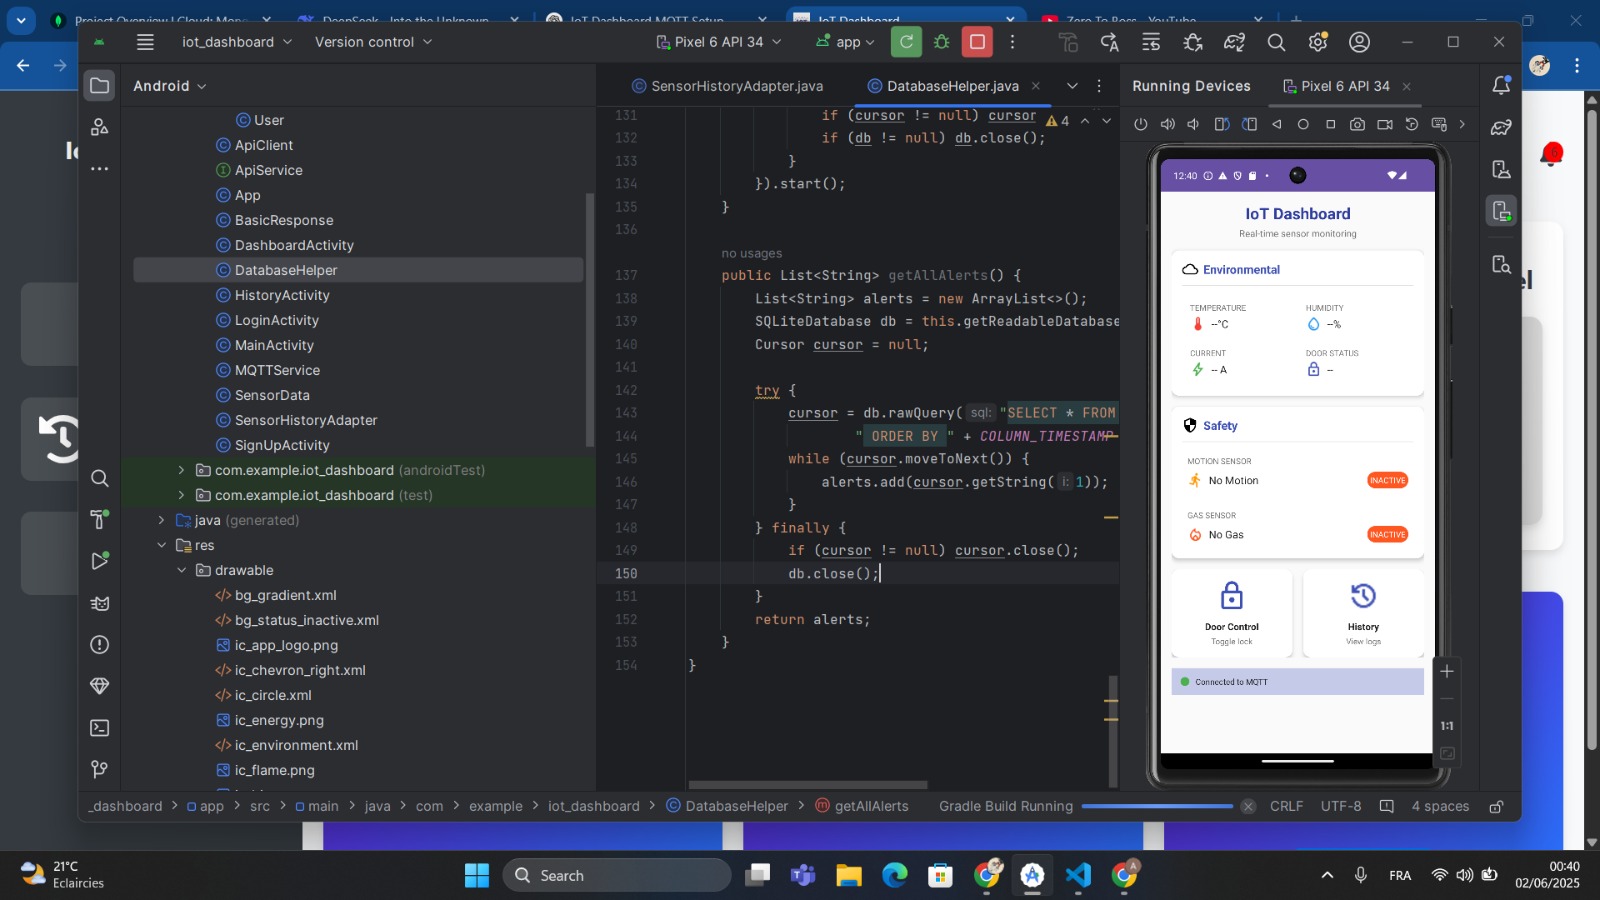 Project Overview | Cloud: Mong
DeepSeek - Into the Unknown
IoT Dashboard MQTT Setup
IoT Dashboard
Zero To Boss - YouTube
iot_dashboard
Version control
Pixel 6 API 34
app
Android
SensorHistoryAdapter.java
DatabaseHelper.java
Running Devices
Pixel 6 API 34
User
ApiClient
ApiService
App
BasicResponse
DashboardActivity
DatabaseHelper
HistoryActivity
LoginActivity
MainActivity
MQTTService
SensorData
SensorHistoryAdapter
SignUpActivity
com.example.iot_dashboard (androidTest)
com.example.iot_dashboard (test)
java (generated)
res
drawable
bg_gradient.xml
bg_status_inactive.xml
ic_app_logo.png
ic_chevron_right.xml
ic_circle.xml
ic_energy.png
ic_environment.xml
ic_flame.png
4
131 if (cursor != null) cursor
132 if (db != null) db.close();
133 }
134 }).start();
135 }
136
no usages
137 public List<String> getAllAlerts() {
138 List<String> alerts = new ArrayList<>();
139 SQLiteDatabase db = this.getReadableDatabase
140 Cursor cursor = null;
141
142 try {
143 cursor = db.rawQuery( sql: "SELECT * FROM
144 " ORDER BY " + COLUMN_TIMESTAMP
145 while (cursor.moveToNext()) {
146 alerts.add(cursor.getString( i: 1));
147 }
148 } finally {
149 if (cursor != null) cursor.close();
150 db.close();
151 }
152 return alerts;
153 }
154 }
12:40
IoT Dashboard
Real-time sensor monitoring
Environmental
TEMPERATURE
HUMIDITY
--°C
--%
CURRENT
DOOR STATUS
-- A
--
Safety
MOTION SENSOR
No Motion
INACTIVE
GAS SENSOR
No Gas
INACTIVE
Door Control
Toggle lock
History
View logs
Connected to MQTT
1:1
_dashboard > app > src > main > java > com > example > iot_dashboard > DatabaseHelper > getAllAlerts
Gradle Build Running
CRLF
UTF-8
4 spaces
21°C
Eclaircies
Search
FRA
00:40
02/06/2025